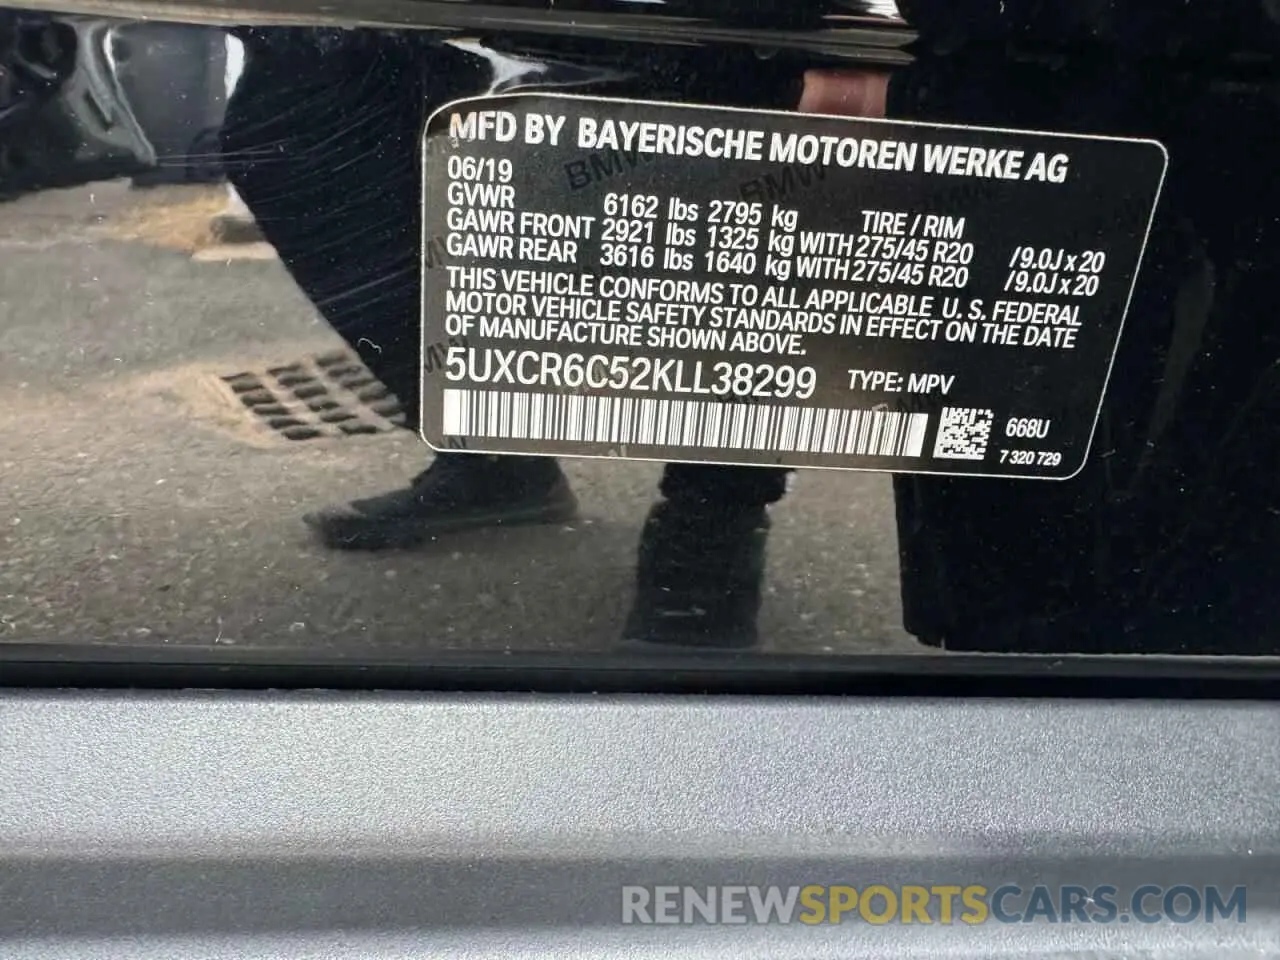 MFD BY BAYERISCHE MOTOREN WERKE AG
06/19
GVWR 6162 lbs 2795 kg TIRE / RIM
GAWR FRONT 2921 lbs 1325 kg WITH 275/45 R20 /9.0J x 20
GAWR REAR 3616 lbs 1640 kg WITH 275/45 R20 /9.0J x 20
THIS VEHICLE CONFORMS TO ALL APPLICABLE U. S. FEDERAL
MOTOR VEHICLE SAFETY STANDARDS IN EFFECT ON THE DATE
OF MANUFACTURE SHOWN ABOVE.
5UXCR6C52KLL38299 TYPE: MPV
668U
7 320 729
RENEWSPORTSCARS.COM